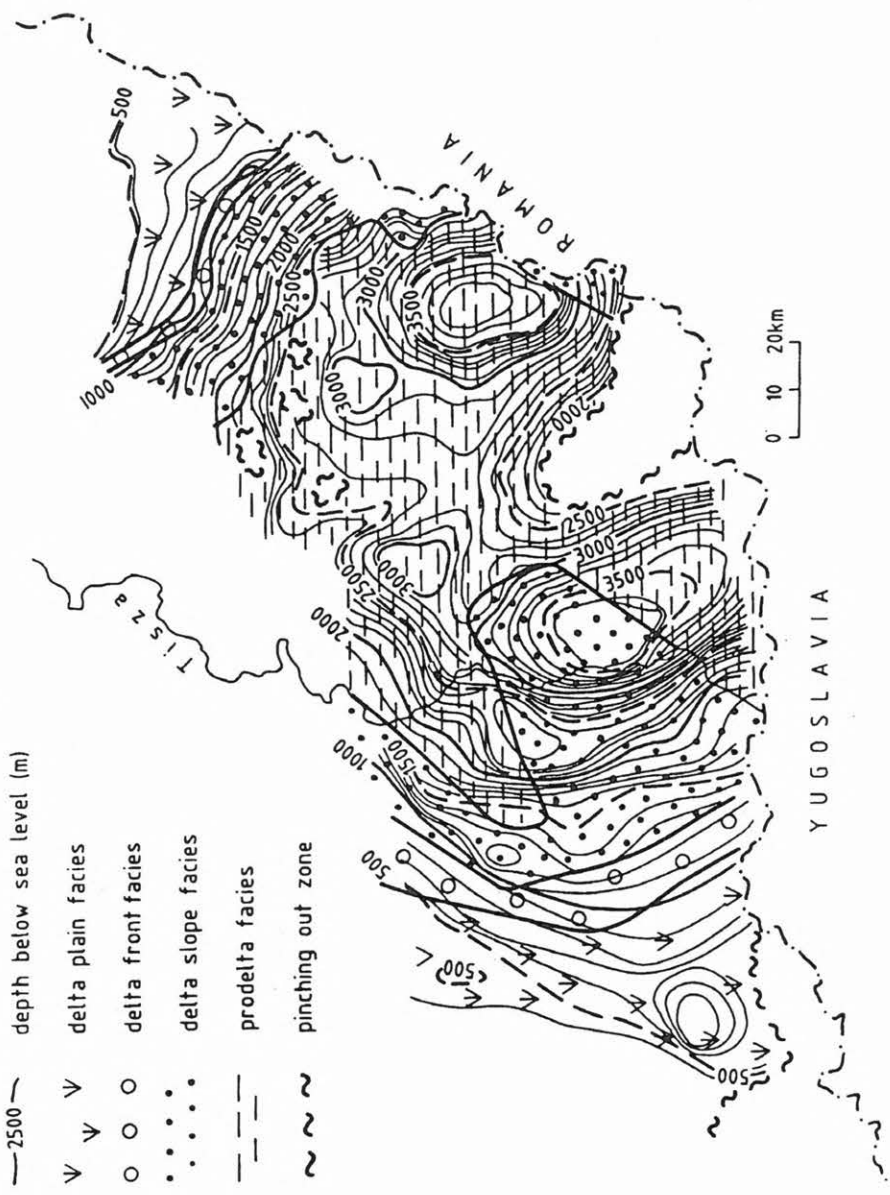 —2500— depth below sea level (m)
delta plain facies
delta front facies
delta slope facies
prodelta facies
pinching out zone
Tisza
ROMANIA
YUGOSLAVIA
0 10 20km
500
1000
1500
2000
2500
3000
3500
3000
2000
2500
3000
3500
3000
2500
2000
1500
1000
500
500
500